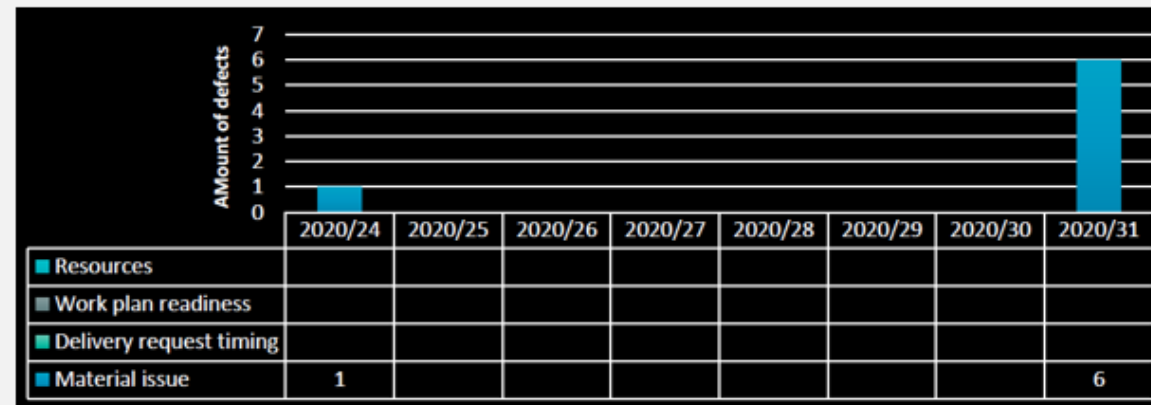 AMount of defects
7
6
5
4
3
2
1
0
2020/24 2020/25 2020/26 2020/27 2020/28 2020/29 2020/30 2020/31
Resources
Work plan readiness
Delivery request timing
Material issue 1 6